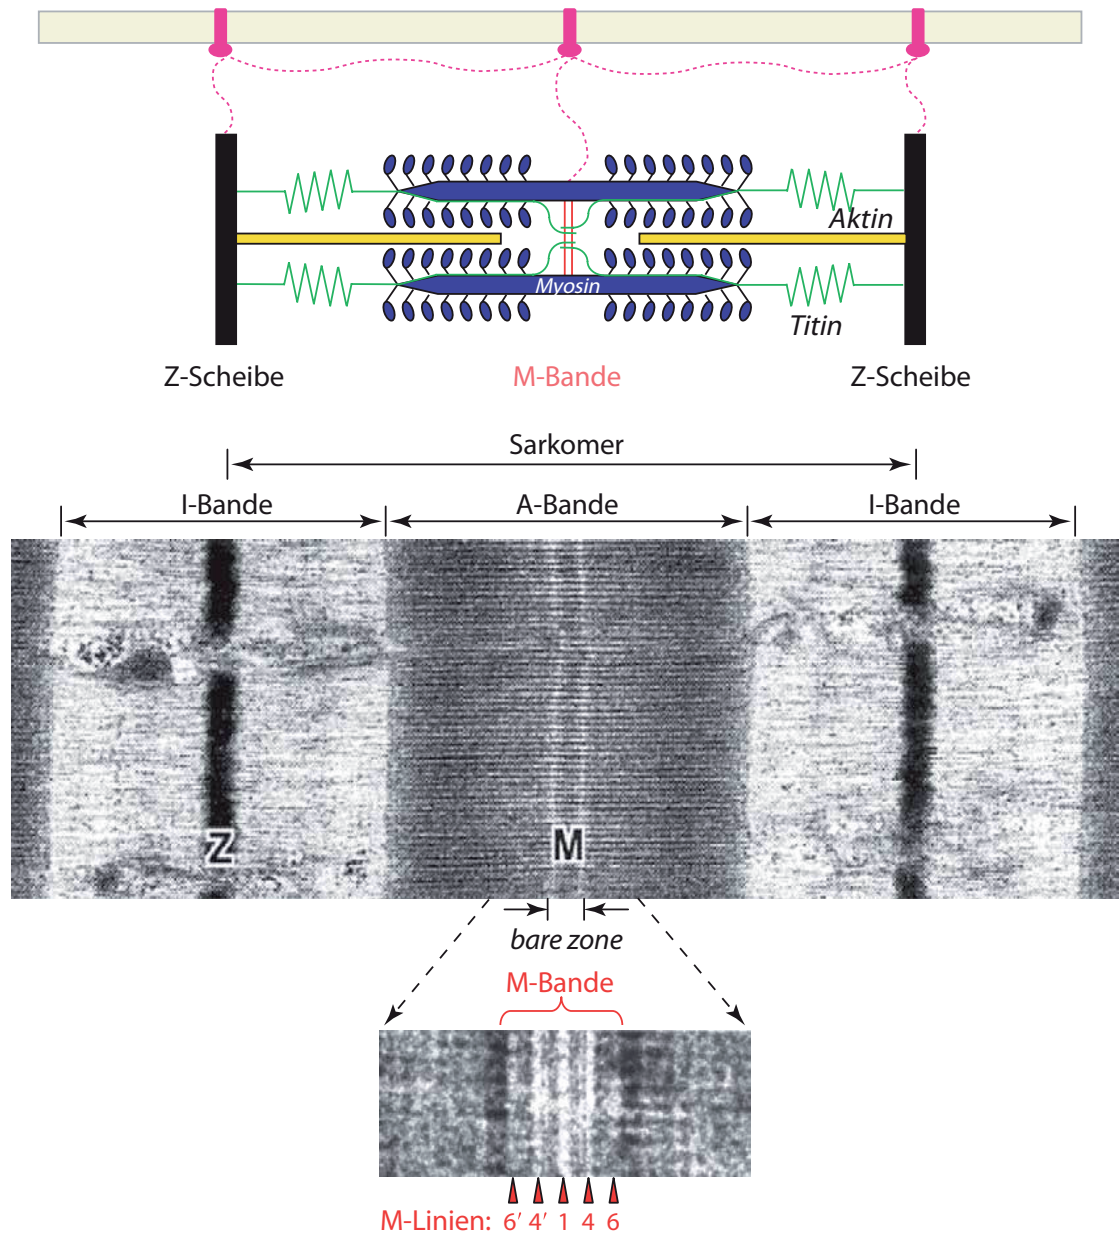 Aktin
Myosin
Titin
Z-Scheibe M-Bande Z-Scheibe
Sarkomer
I-Bande A-Bande I-Bande
Z M
bare zone
M-Bande
M-Linien: 6′ 4′ 1 4 6